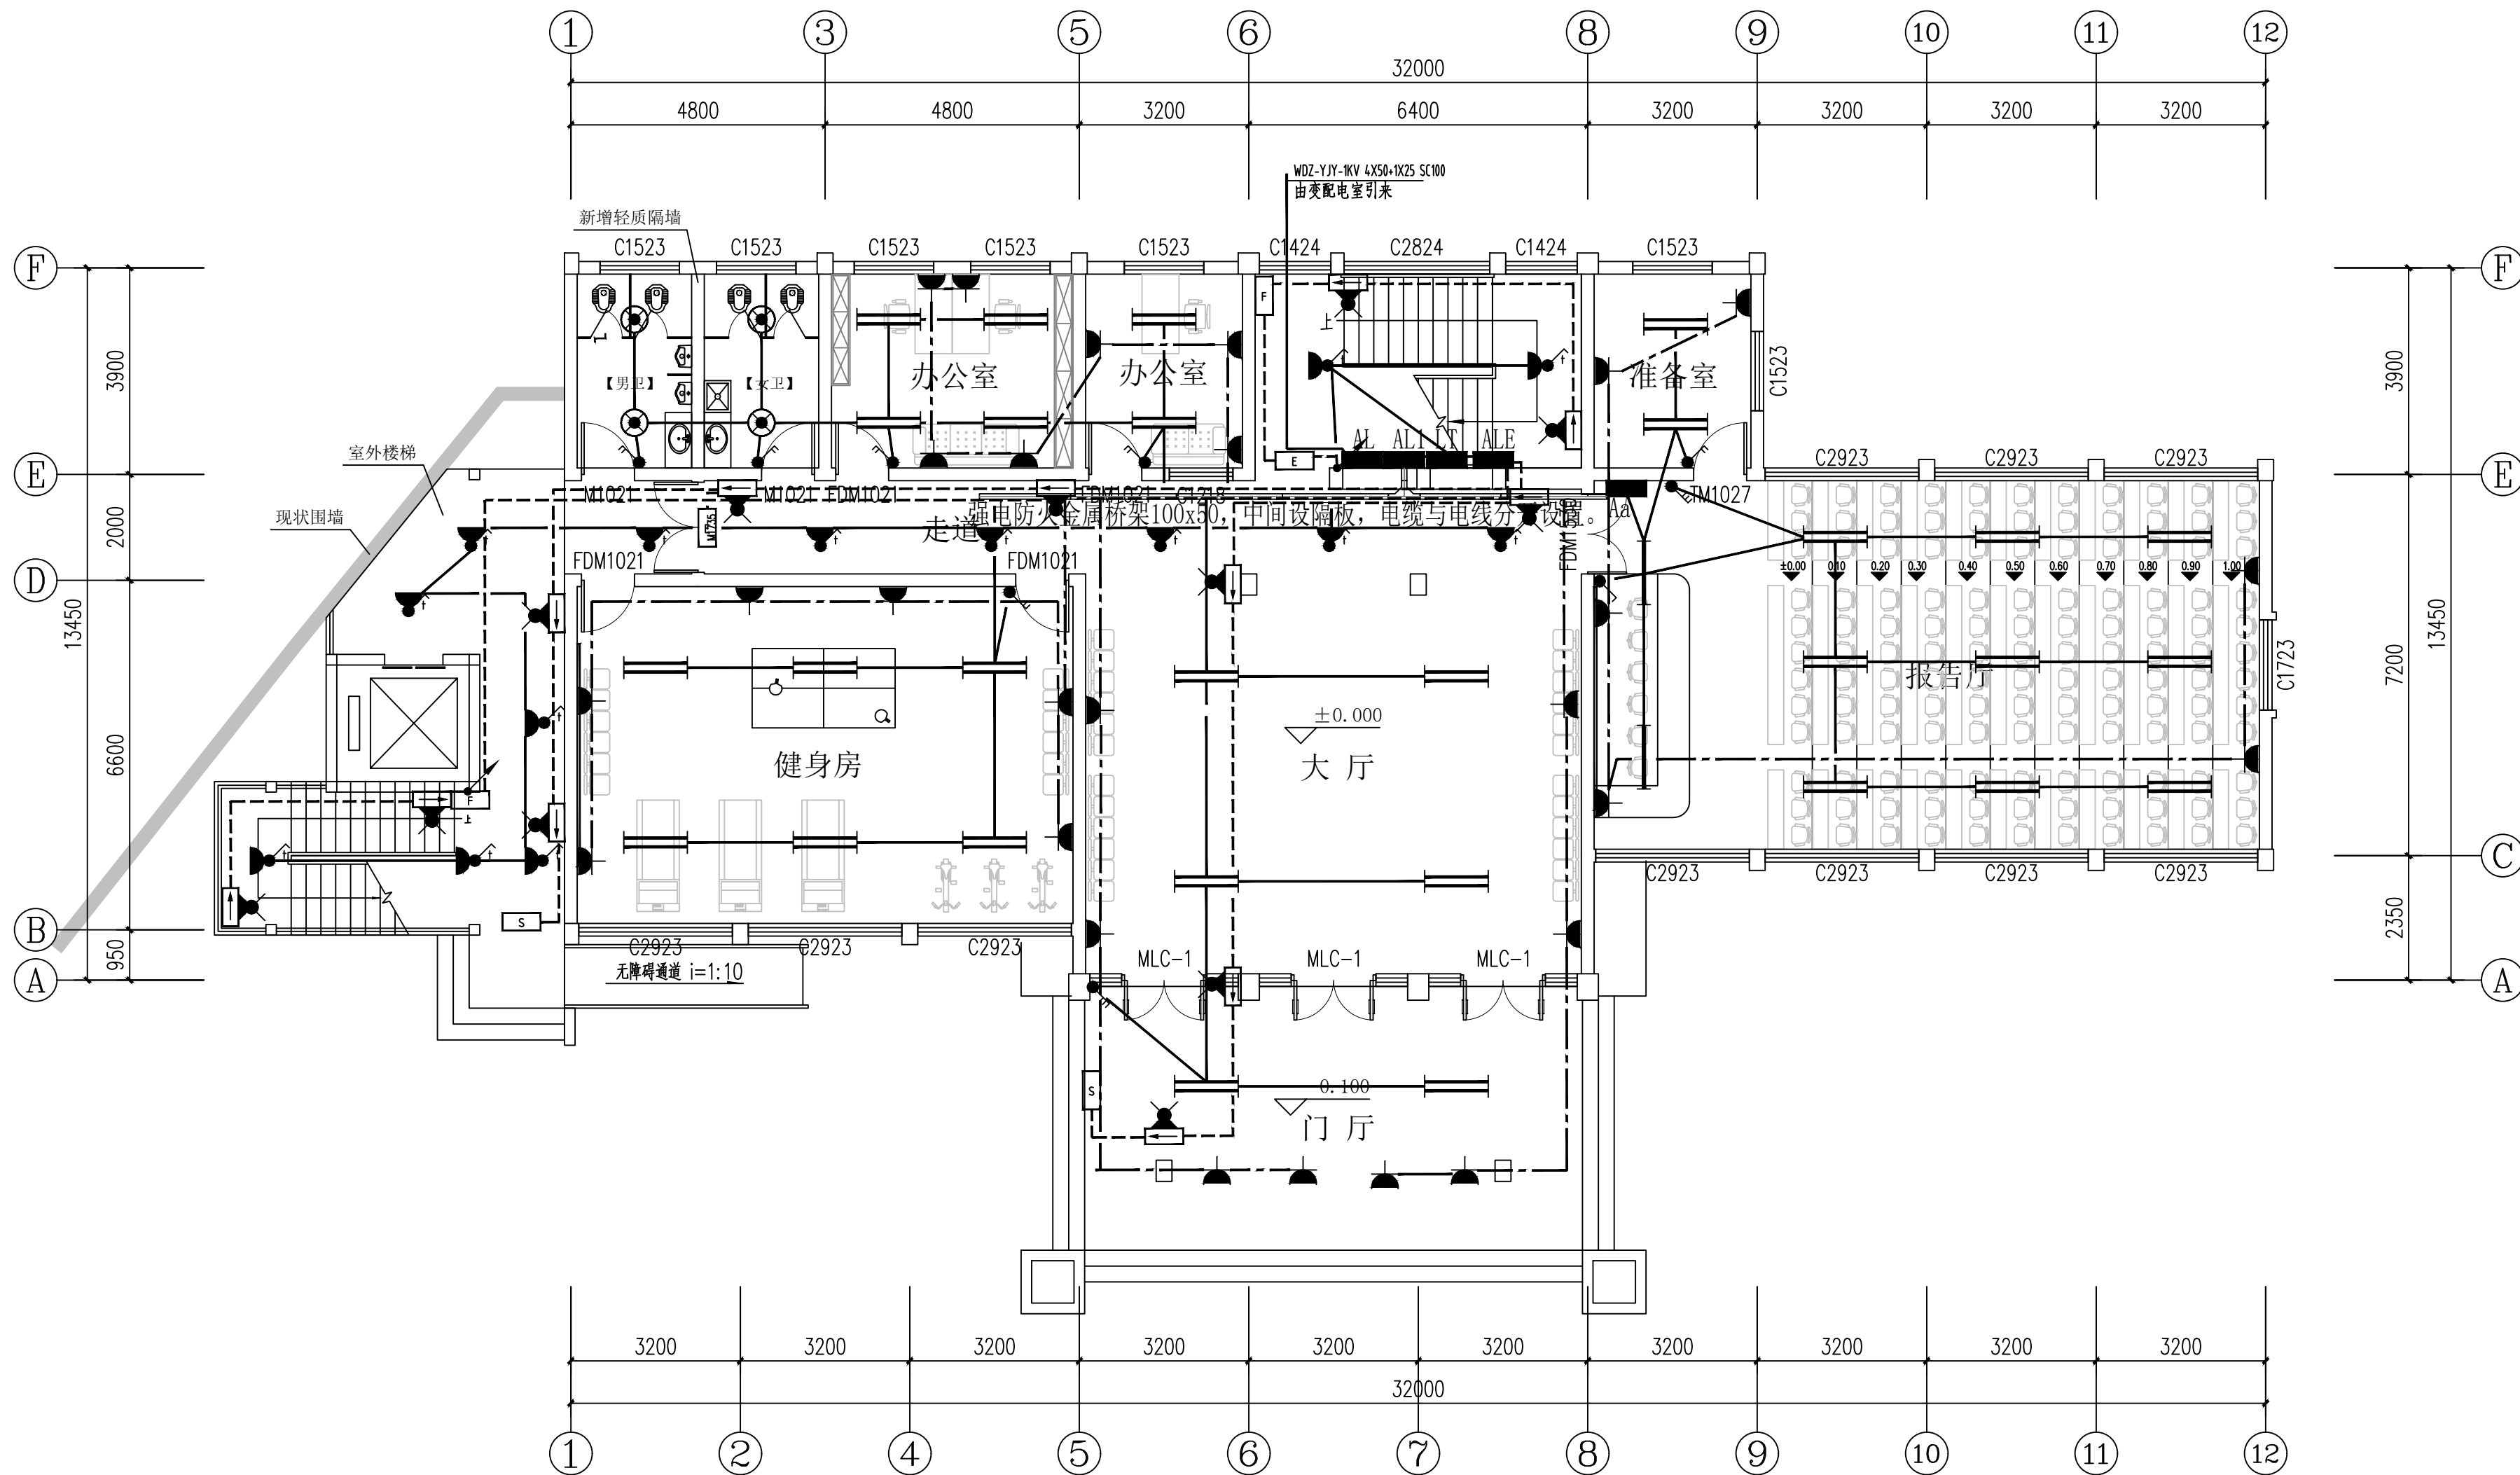 1 3 5 6 8 9 10 11 12
32000
4800 4800 3200 6400 3200 3200 3200 3200
WDZ-YJY-1KV 4X50+1X25 SC100
由变配电室引来
新增轻质隔墙
C1523 C1523 C1523 C1523 C1523 C1424 C2824 C1424 C1523
F F
F
上
3900 【男卫】 【女卫】 办公室 办公室 准备室 C1523 3900
AL AL1 LT ALE
室外楼梯
E E E
C2923 C2923 C2923
M1021 M1021 FDM1021 FDM1021 C1218 TM1027
现状围墙
2000 走道
强电防火金属桥架100x50, 中间设隔板, 电缆与电线分
设置。 Aa
D FDM1021 FDM1021 D
±0.00 0.10 0.20 0.30 0.40 0.50 0.60 0.70 0.80 0.90 1.00
13450 13450
7200 C1723
报告厅
±0.000
6600 健身房 大 厅
F
上
C C2923 C2923 C2923 C2923
B S
950 C2923 C2923 C2923 MLC-1 MLC-1 MLC-1 2350
无障碍通道 i=1:10
A A
S 0.100
门 厅
3200 3200 3200 3200 3200 3200 3200 3200 3200 3200
32000
1 2 4 5 6 7 8 9 10 11 12